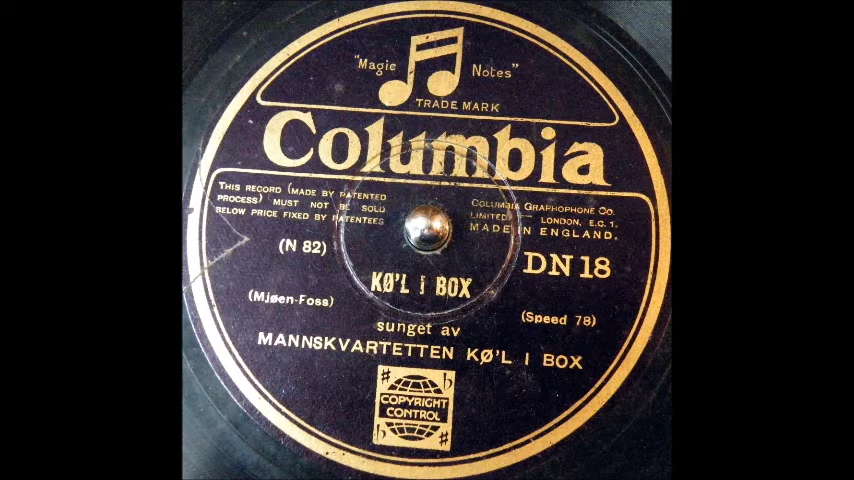 "Magic Notes"
TRADE MARK
Columbia
THIS RECORD (MADE BY PATENTED
PROCESS) MUST NOT BE SOLD
BELOW PRICE FIXED BY PATENTEES
COLUMBIA GRAPHOPHONE CO.
LIMITED, LONDON, E.C. 1.
MADE IN ENGLAND.
(N 82)
DN 18
KØ'L I BOX
(Mjøen-Foss)
(Speed 78)
sunget av
MANNSKVARTETTEN KØ'L I BOX
COPYRIGHT
CONTROL